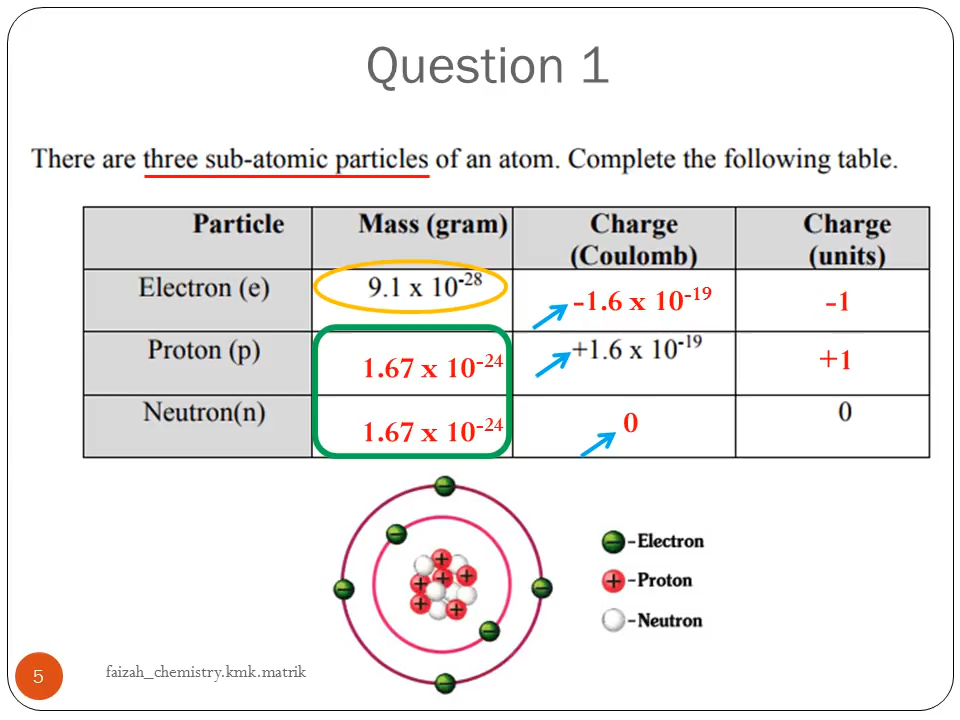 Question 1
There are three sub-atomic particles of an atom. Complete the following table.
Particle Mass (gram) Charge (Coulomb) Charge (units)
Electron (e) 9.1 x 10⁻²⁸ -1.6 x 10⁻¹⁹ -1
Proton (p) 1.67 x 10⁻²⁴ +1.6 x 10⁻¹⁹ +1
Neutron(n) 1.67 x 10⁻²⁴ 0 0
-Electron
-Proton
-Neutron
5 faizah_chemistry.kmk.matrik